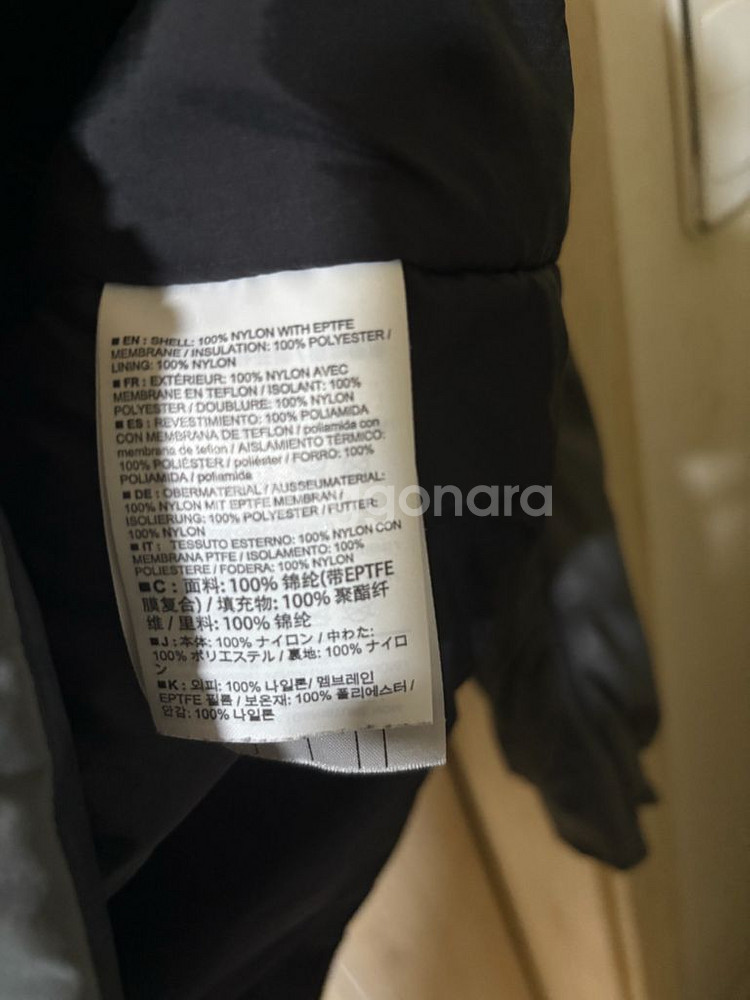 ■ EN : SHELL: 100% NYLON WITH EPTFE
MEMBRANE / INSULATION: 100% POLYESTER /
LINING: 100% NYLON
■ FR : EXTÉRIEUR: 100% NYLON AVEC
MEMBRANE EN TEFLON / ISOLANT: 100%
POLYESTER / DOUBLURE: 100% NYLON
■ ES : REVESTIMIENTO: 100% POLIAMIDA
CON MEMBRANA DE TEFLON / poliamida con
membrana de teflon / AISLAMIENTO TÉRMICO:
100% POLIÉSTER / poliéster / FORRO: 100%
POLIAMIDA / poliamida
■ DE : OBERMATERIAL / AUSSEUMATERIAL:
100% NYLON MIT EPTFE MEMBRAN /
ISOLIERUNG: 100% POLYESTER / FUTTER:
100% NYLON
■ IT : TESSUTO ESTERNO: 100% NYLON CON
MEMBRANA PTFE / ISOLAMENTO: 100%
POLIESTERE / FODERA: 100% NYLON
■ C : 面料: 100% 锦纶(带EPTFE
膜复合) / 填充物: 100% 聚酯纤
维 / 里料: 100% 锦纶
■ J : 本体: 100% ナイロン / 中わた:
100% ポリエステル / 裏地: 100% ナイロ
ン
■ K : 외피: 100% 나일론/ 멤브레인
EPTFE 필름 / 보온재: 100% 폴리에스터 /
안감: 100% 나일론
gonara